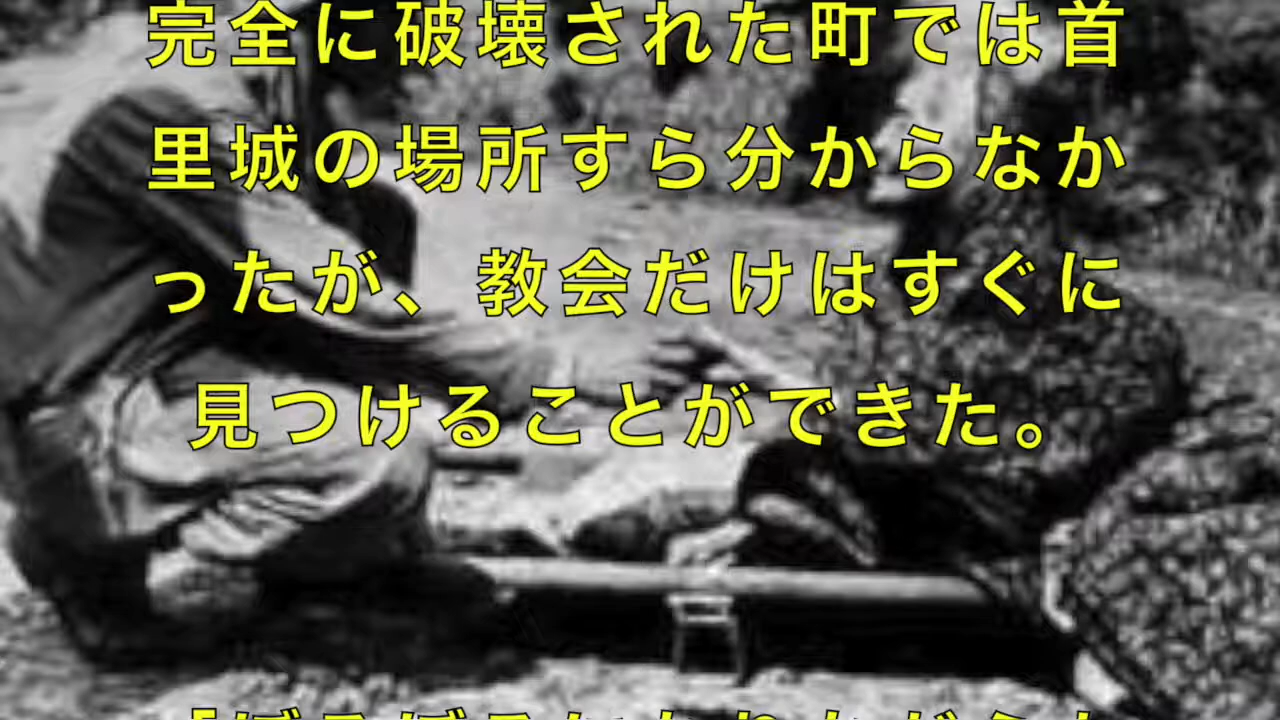 完全に破壊された町では首
里城の場所すら分からなか
ったが、教会だけはすぐに
見つけることができた。